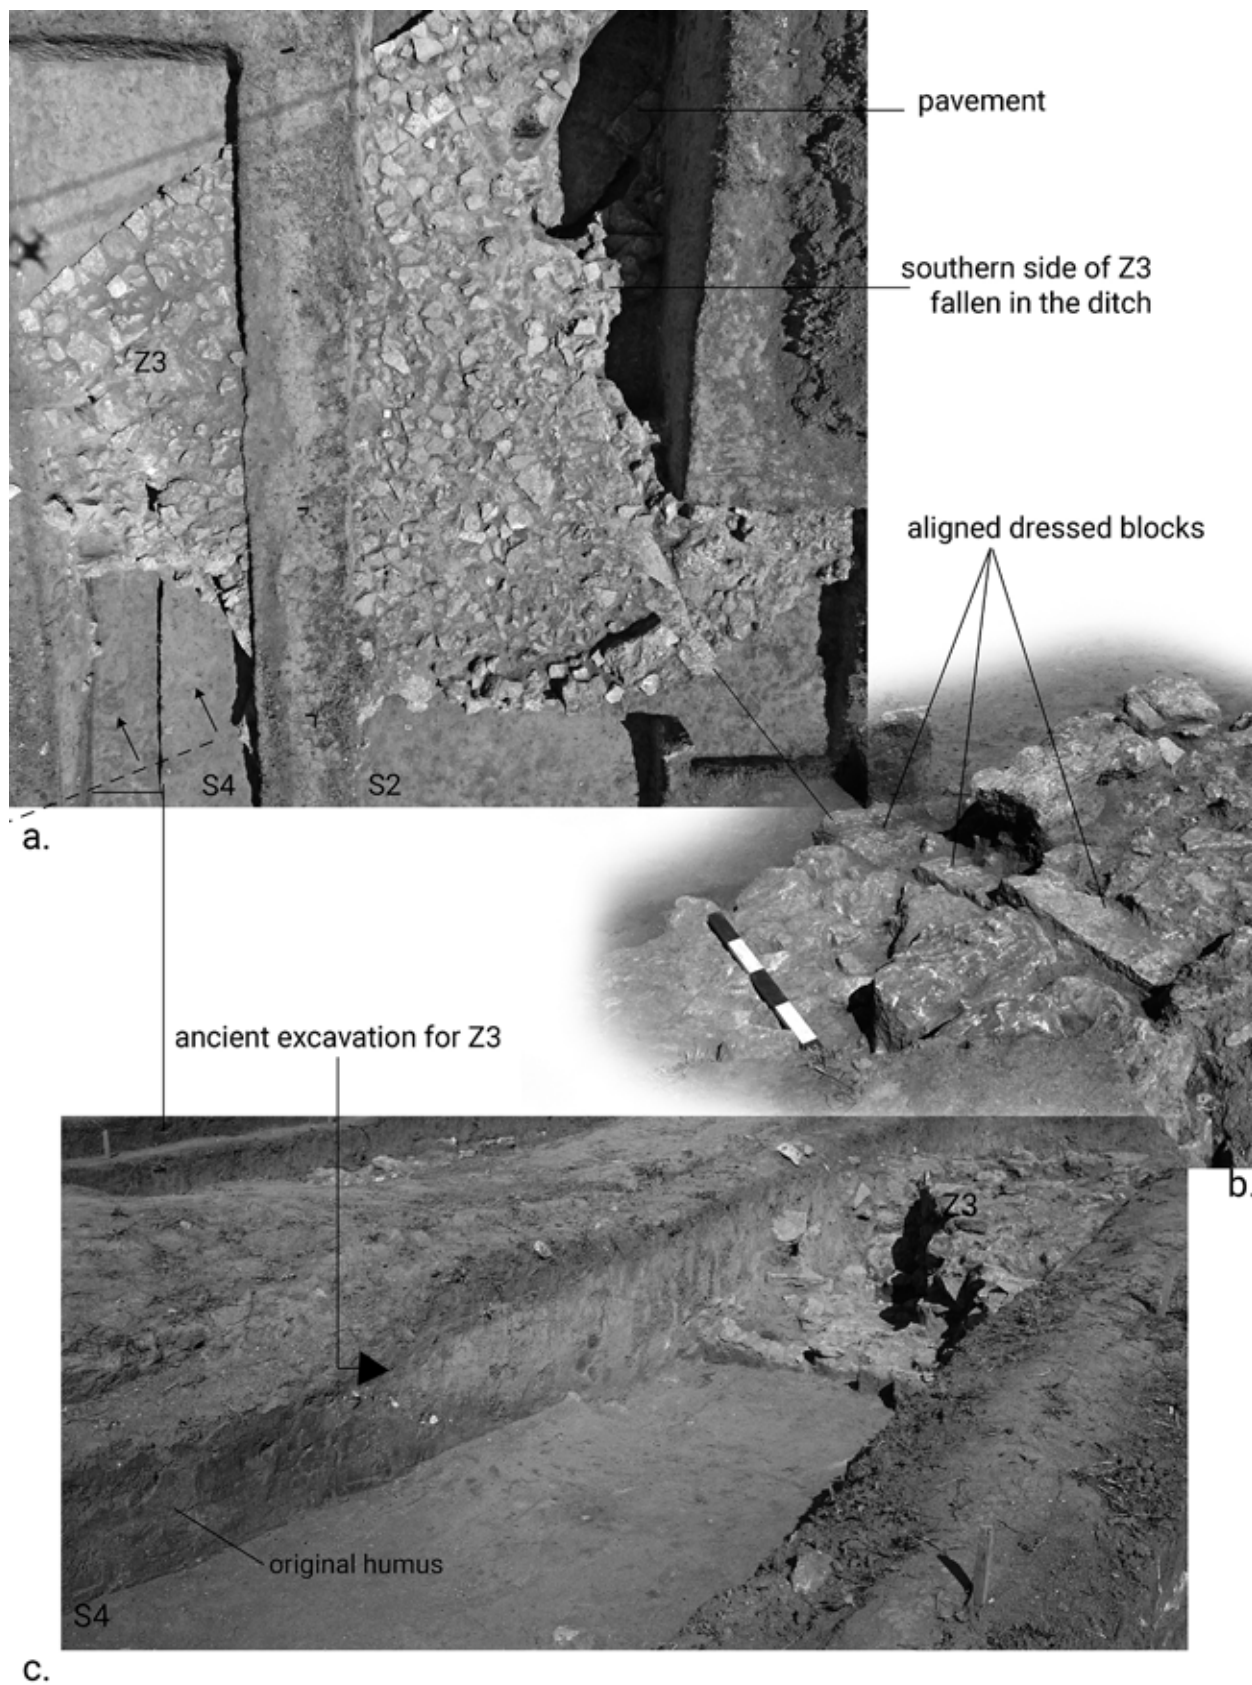 pavement
southern side of Z3
fallen in the ditch
Z3
aligned dressed blocks
S4
S2
a.
ancient excavation for Z3
b.
Z3
original humus
S4
c.